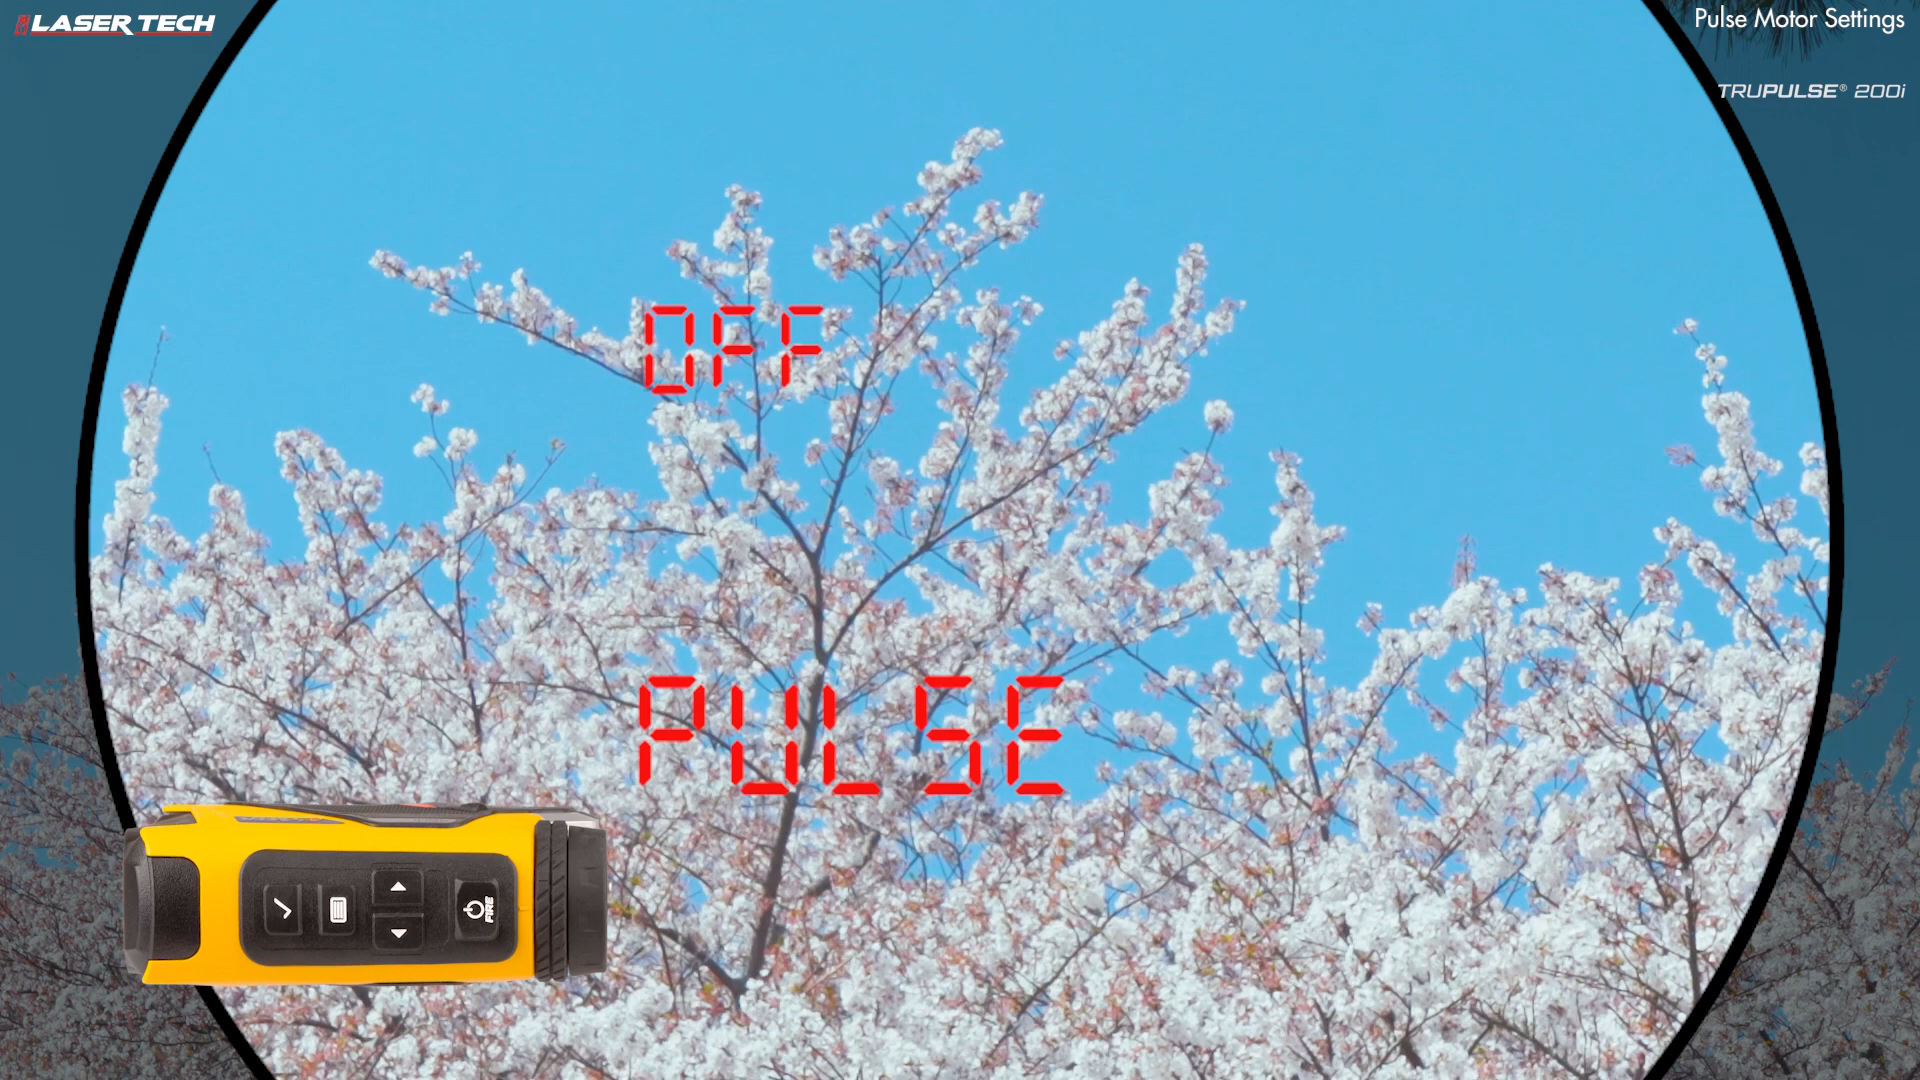 LASER TECH
Pulse Motor Settings
TRUPULSE® 200i
OFF
PULSE
FIRE